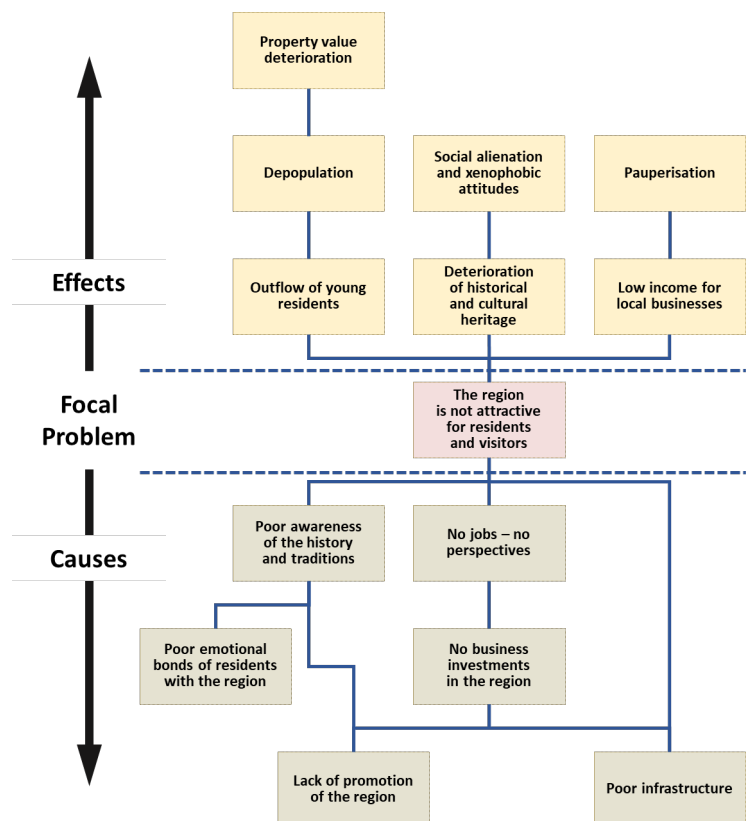 Property value
deterioration
Depopulation
Social alienation
and xenophobic
attitudes
Pauperisation
Effects
Outflow of young
residents
Deterioration
of historical
and cultural
heritage
Low income for
local businesses
Focal
Problem
The region
is not attractive
for residents
and visitors
Causes
Poor awareness
of the history
and traditions
No jobs – no
perspectives
Poor emotional
bonds of residents
with the region
No business
investments
in the region
Lack of promotion
of the region
Poor infrastructure